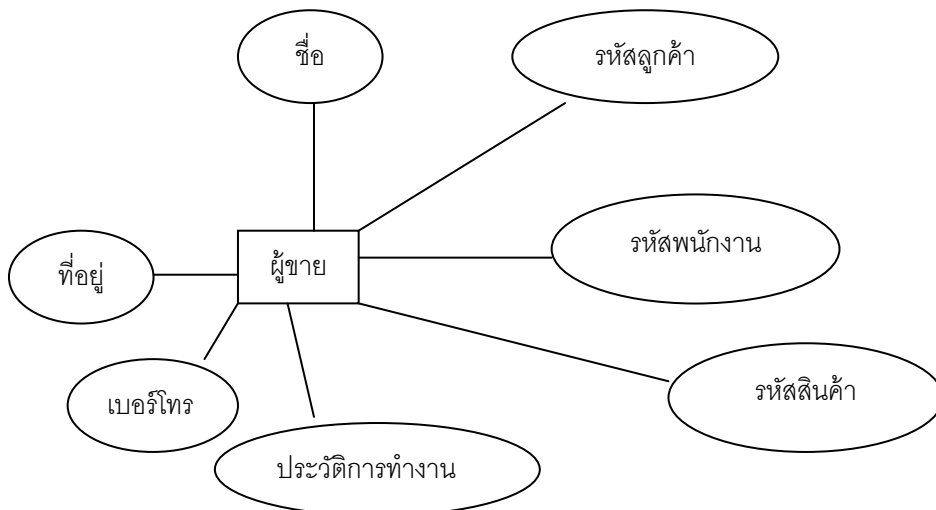 ชื่อ
รหัสลูกค้า
รหัสพนักงาน
ผู้ขาย
ที่อยู่
รหัสสินค้า
เบอร์โทร
ประวัติการทำงาน